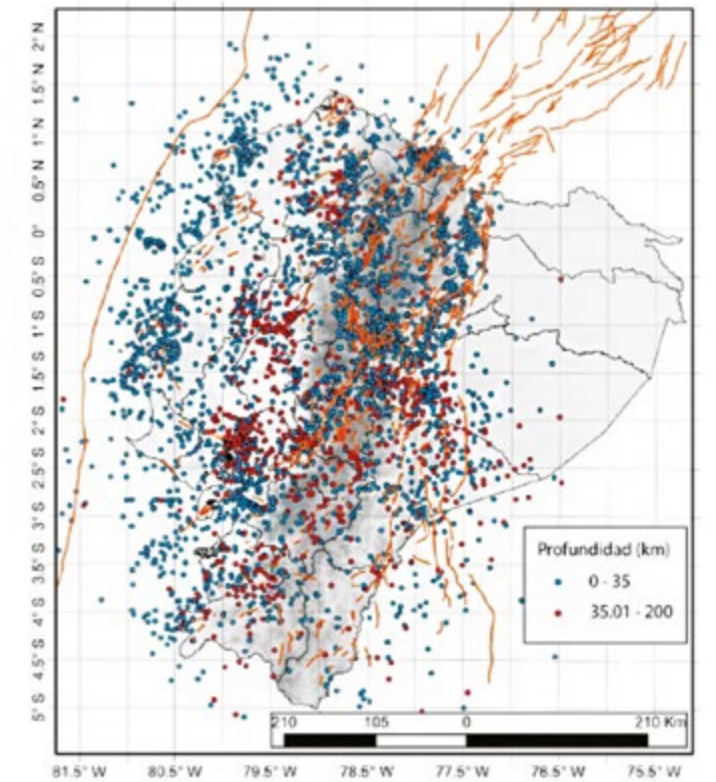 2° N
1.5° N
1° N
0.5° N
0°
0.5° S
1° S
1.5° S
2° S
2.5° S
3° S
3.5° S
4° S
4.5° S
5° S
Profundidad (km)
0 - 35
35.01 - 200
210 105 0 210 Km
81.5° W 80.5° W 79.5° W 78.5° W 77.5° W 76.5° W 75.5° W